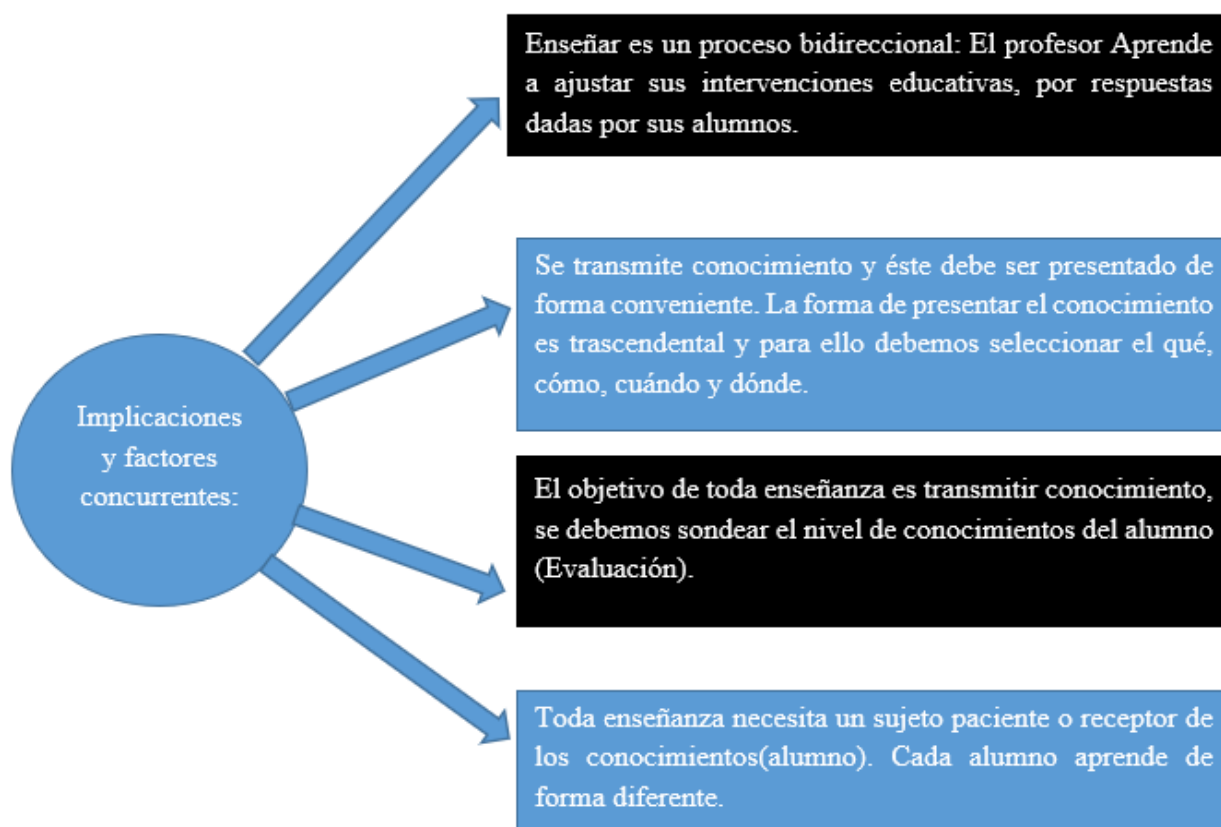 Enseñar es un proceso bidireccional: El profesor Aprende
a ajustar sus intervenciones educativas, por respuestas
dadas por sus alumnos.
Se transmite conocimiento y éste debe ser presentado de
forma conveniente. La forma de presentar el conocimiento
es trascendental y para ello debemos seleccionar el qué,
cómo, cuándo y dónde.
Implicaciones
y factores
concurrentes:
El objetivo de toda enseñanza es transmitir conocimiento,
se debemos sondear el nivel de conocimientos del alumno
(Evaluación).
Toda enseñanza necesita un sujeto paciente o receptor de
los conocimientos(alumno). Cada alumno aprende de
forma diferente.